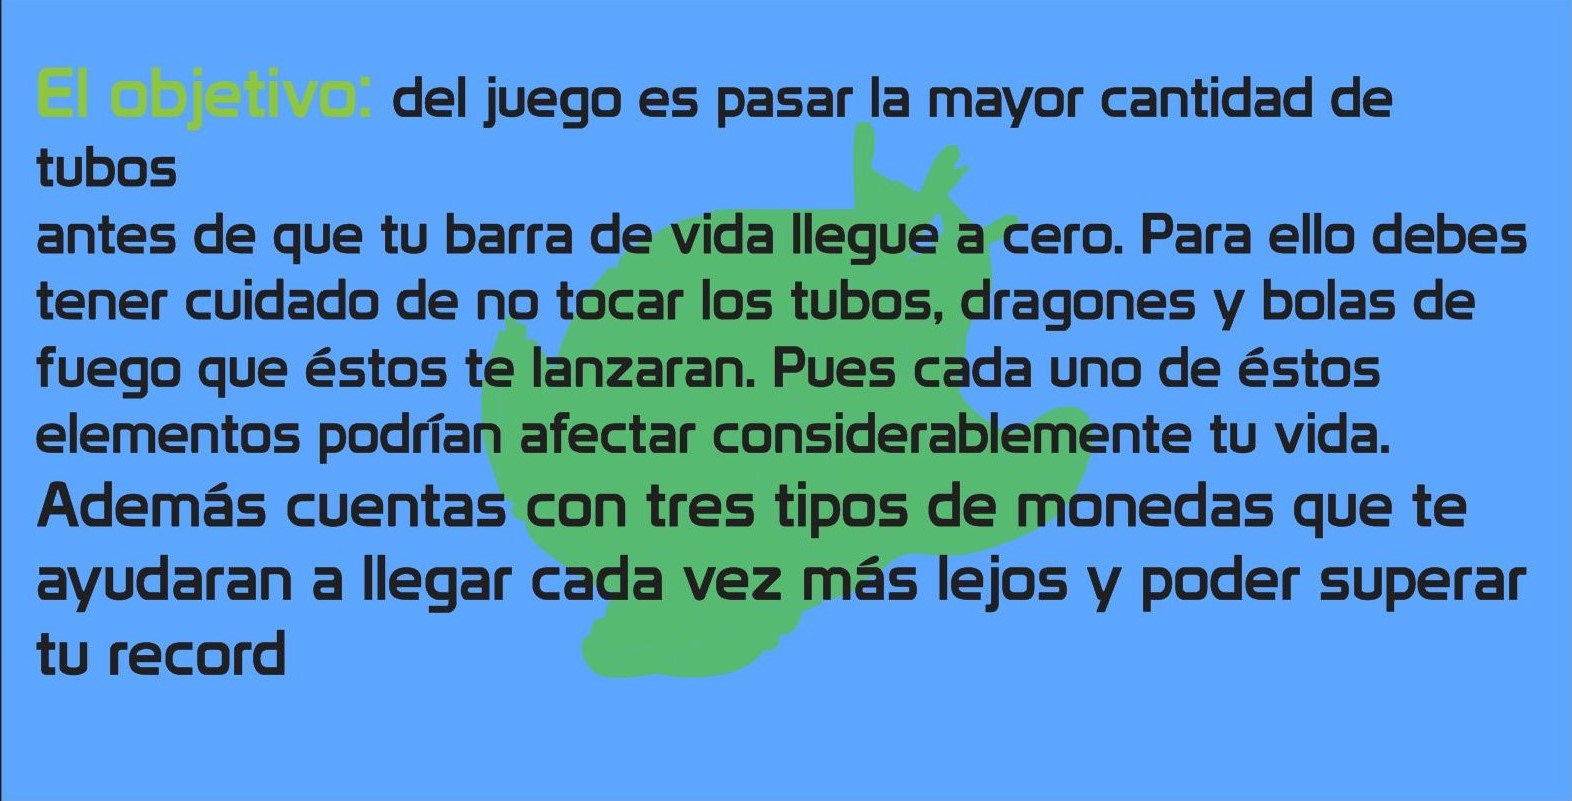 El objetivo: del juego es pasar la mayor cantidad de
tubos
antes de que tu barra de vida llegue a cero. Para ello debes
tener cuidado de no tocar los tubos, dragones y bolas de
fuego que éstos te lanzaran. Pues cada uno de éstos
elementos podrían afectar considerablemente tu vida.
Además cuentas con tres tipos de monedas que te
ayudaran a llegar cada vez más lejos y poder superar
tu record